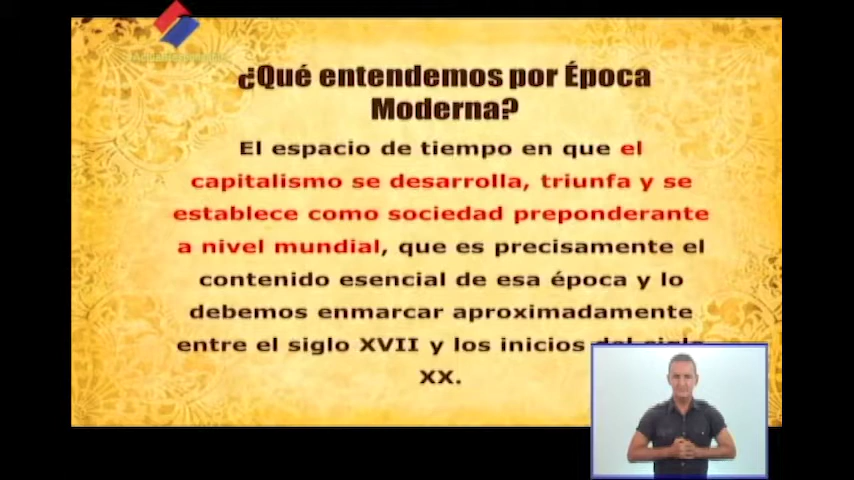 ¿Qué entendemos por Época
Moderna?
El espacio de tiempo en que el
capitalismo se desarrolla, triunfa y se
establece como sociedad preponderante
a nivel mundial, que es precisamente el
contenido esencial de esa época y lo
debemos enmarcar aproximadamente
entre el siglo XVII y los inicios del siglo
XX.